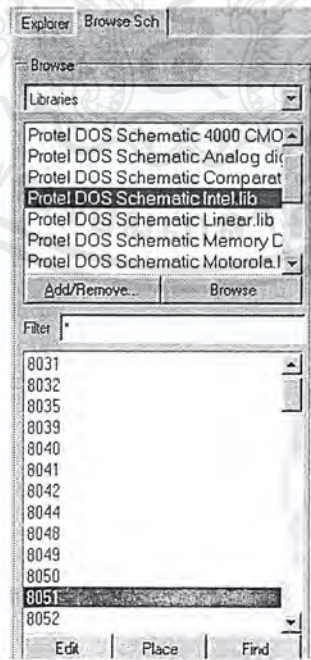 Explorer Browse Sch
Browse
Libraries
Protel DOS Schematic 4000 CMO
Protel DOS Schematic Analog dig
Protel DOS Schematic Comparat
Protel DOS Schematic Intel.lib
Protel DOS Schematic Linear.lib
Protel DOS Schematic Memory D
Protel DOS Schematic Motorola.l
Add/Remove... Browse
Filter *
8031
8032
8035
8039
8040
8041
8042
8044
8048
8049
8050
8051
8052
Edit Place Find